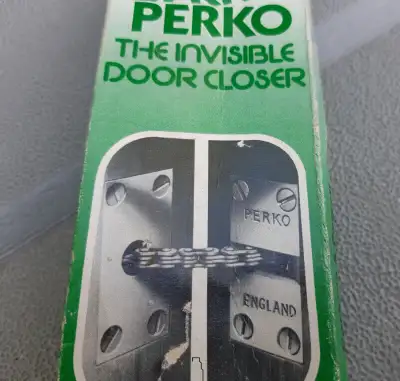 PERKO
THE INVISIBLE
DOOR CLOSER
PERKO
ENGLAND